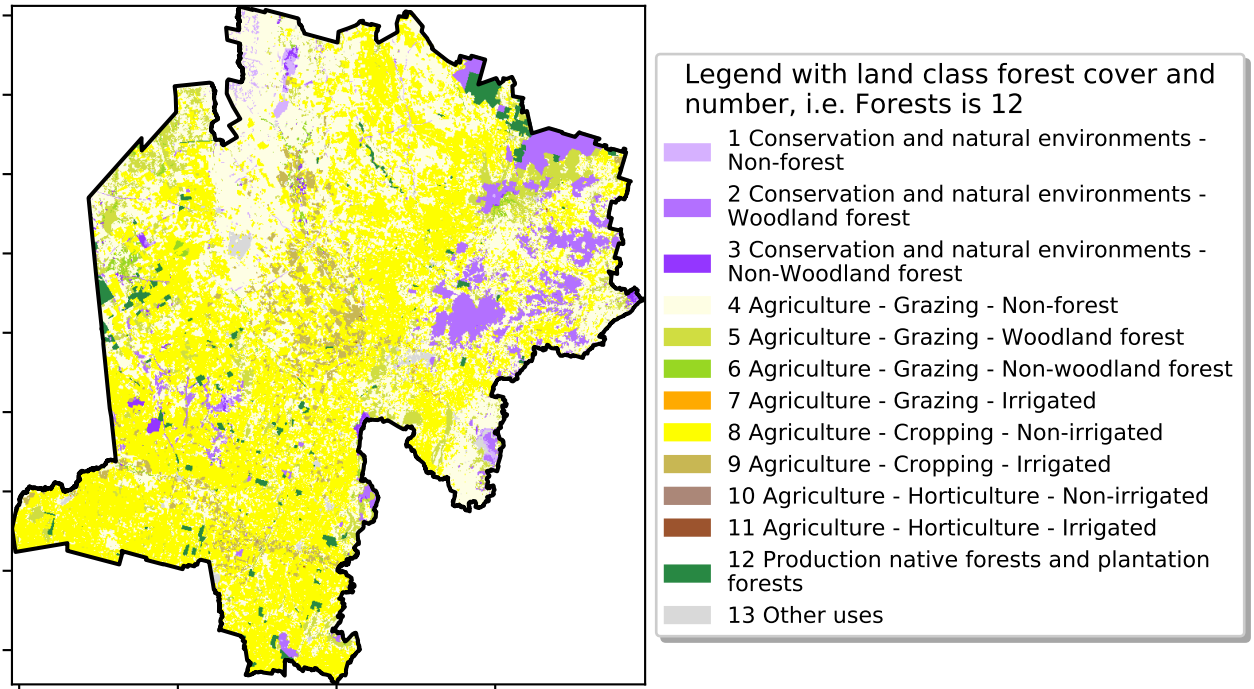 Legend with land class forest cover and
number, i.e. Forests is 12
1 Conservation and natural environments -
Non-forest
2 Conservation and natural environments -
Woodland forest
3 Conservation and natural environments -
Non-Woodland forest
4 Agriculture - Grazing - Non-forest
5 Agriculture - Grazing - Woodland forest
6 Agriculture - Grazing - Non-woodland forest
7 Agriculture - Grazing - Irrigated
8 Agriculture - Cropping - Non-irrigated
9 Agriculture - Cropping - Irrigated
10 Agriculture - Horticulture - Non-irrigated
11 Agriculture - Horticulture - Irrigated
12 Production native forests and plantation
forests
13 Other uses